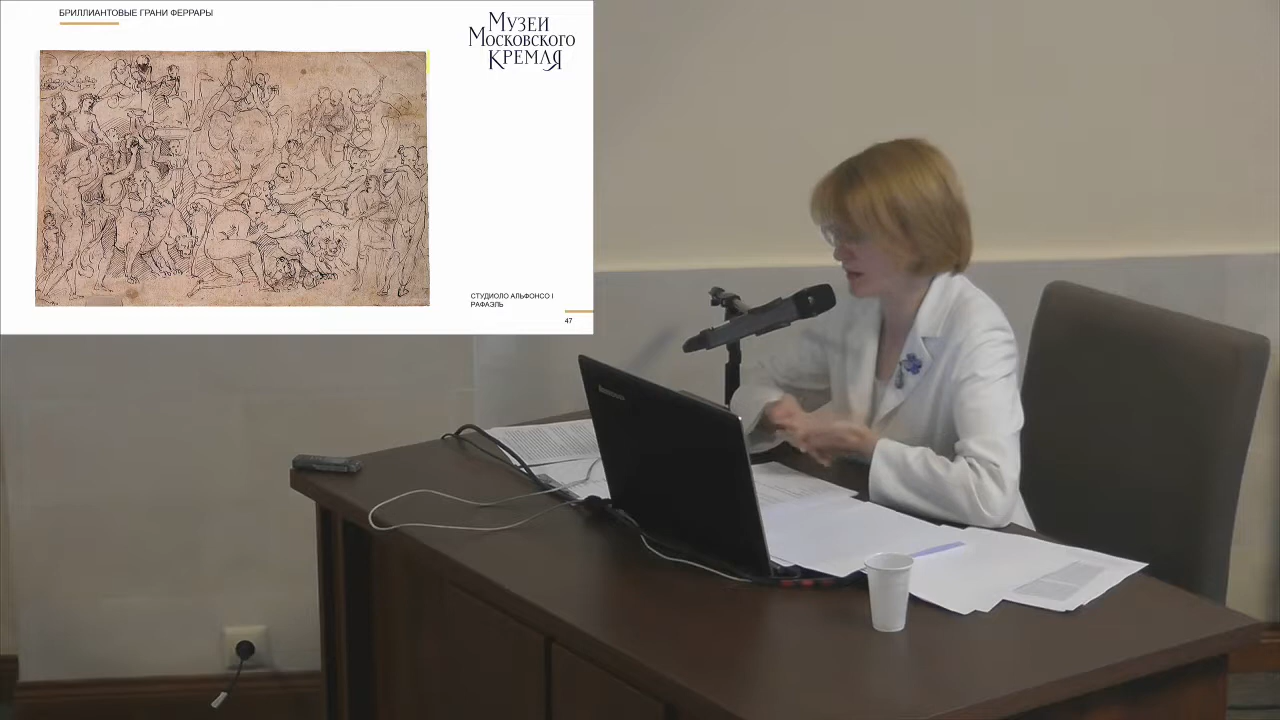 БРИЛЛИАНТОВЫЕ ГРАНИ ФЕРРАРЫ
Музеи
Московского
Кремля
СТУДИОЛО АЛЬФОНСО I
РАФАЭЛЬ
47